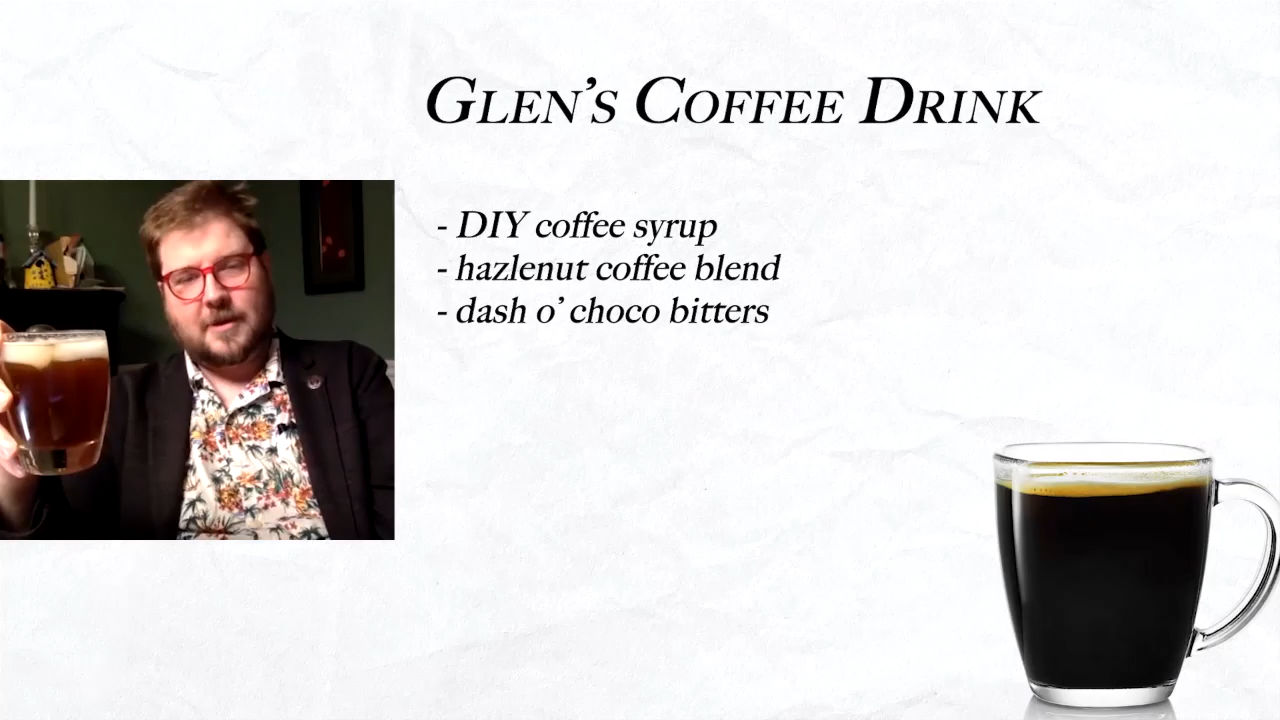 GLEN'S COFFEE DRINK
- DIY coffee syrup
- hazlenut coffee blend
- dash o' choco bitters